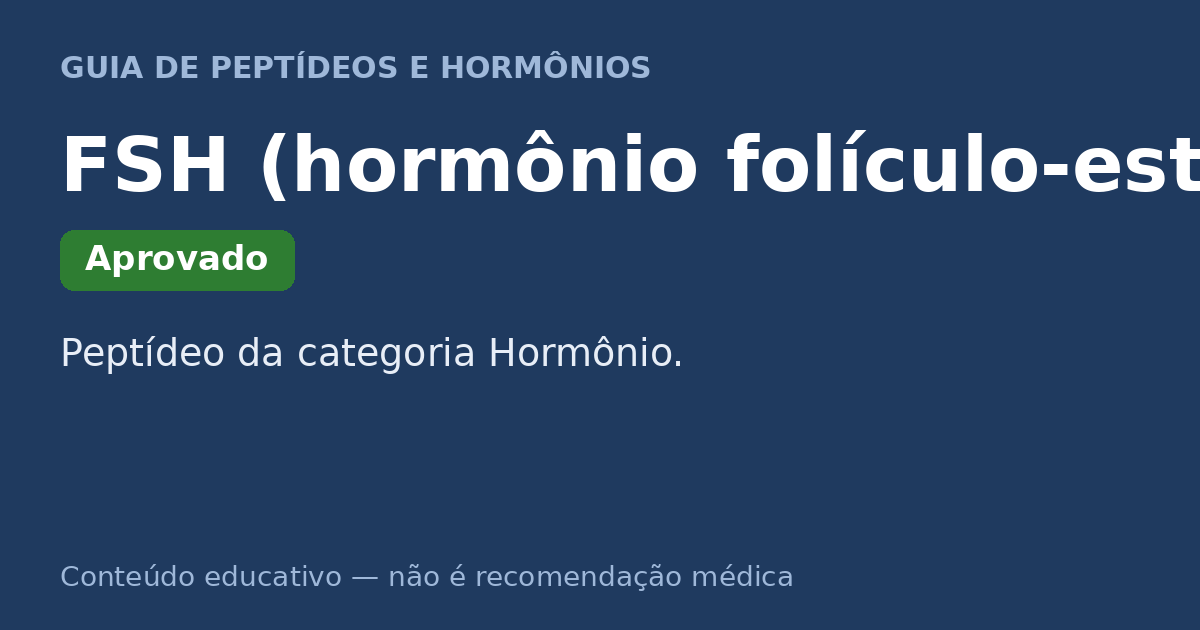 GUIA DE PEPTÍDEOS E HORMÔNIOS
FSH (hormônio folículo-est
Aprovado
Peptídeo da categoria Hormônio.
Conteúdo educativo — não é recomendação médica